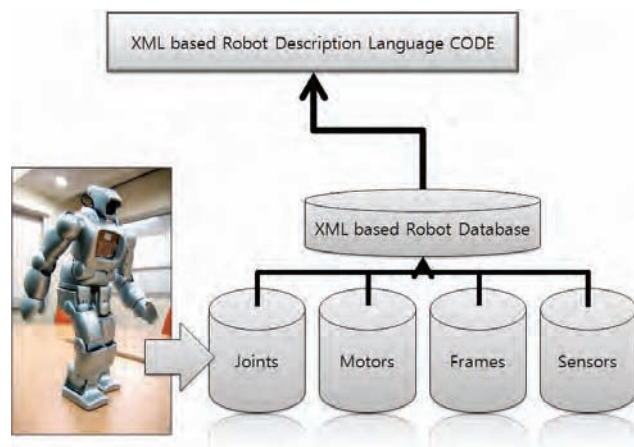 XML based Robot Description Language CODE
XML based Robot Database
Joints
Motors
Frames
Sensors